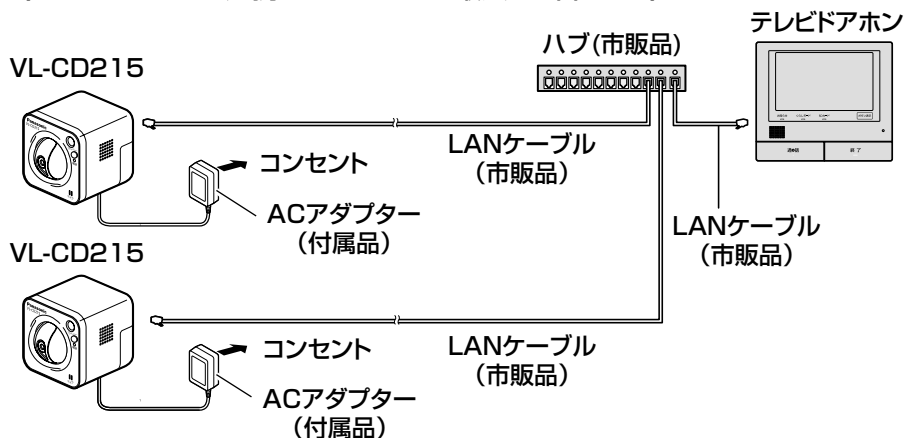 テレビドアホン
ハブ(市販品)
VL-CD215
LANケーブル
(市販品)
コンセント
ACアダプター
(付属品)
LANケーブル
(市販品)
VL-CD215
コンセント
LANケーブル
(市販品)
ACアダプター
(付属品)
Panasonic
Panasonic
終了